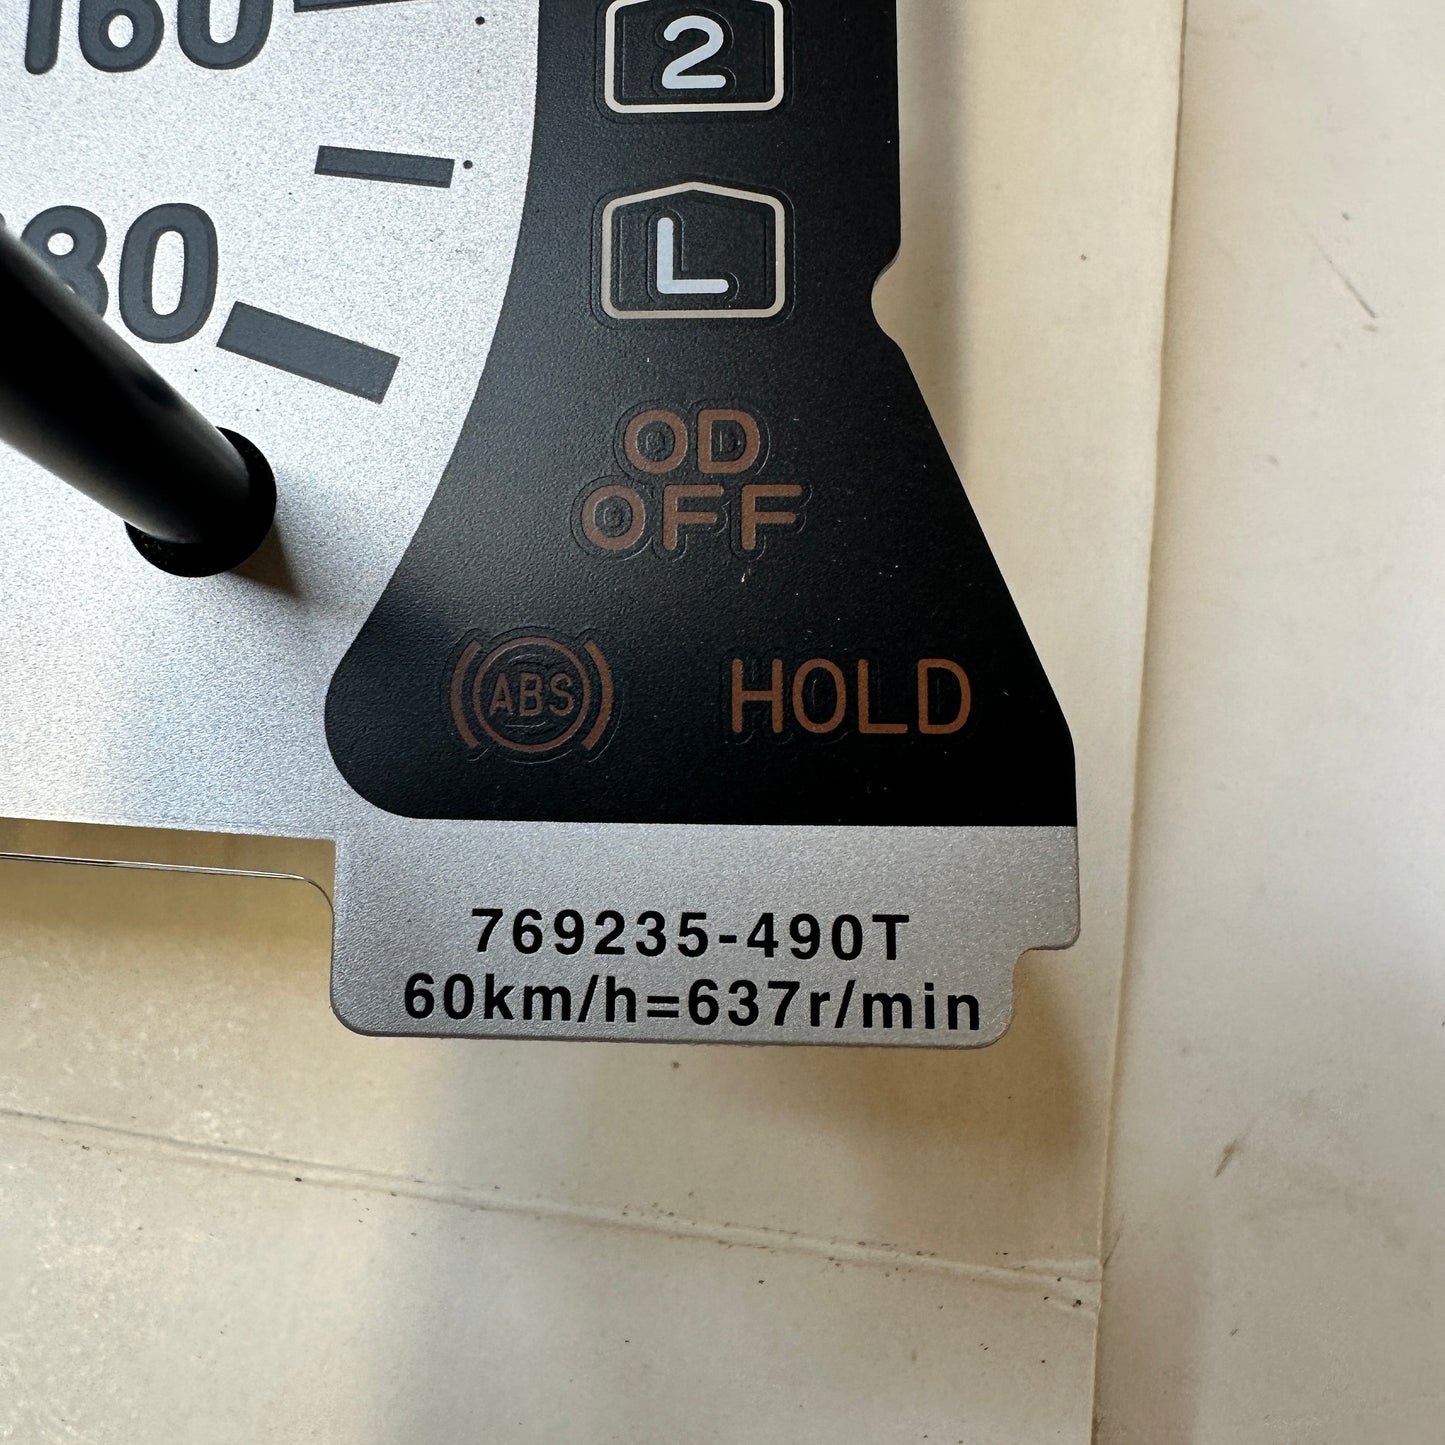 160
2
L
80
OD
OFF
ABS
HOLD
769235-490T
60km/h=637r/min